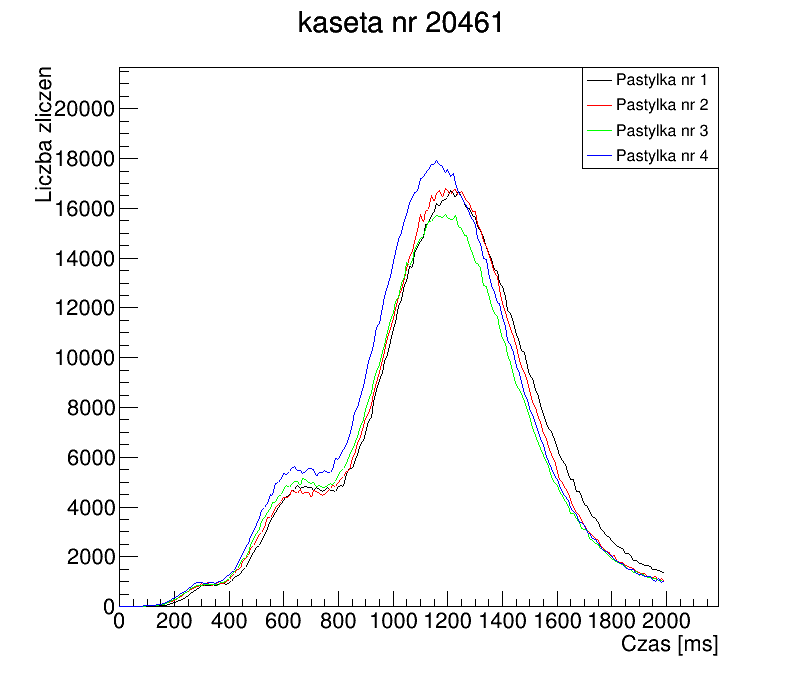 kaseta nr 20461
Liczba zliczen
20000
18000
16000
14000
12000
10000
8000
6000
4000
2000
0
Pastylka nr 1
Pastylka nr 2
Pastylka nr 3
Pastylka nr 4
0 200 400 600 800 1000 1200 1400 1600 1800 2000
Czas [ms]